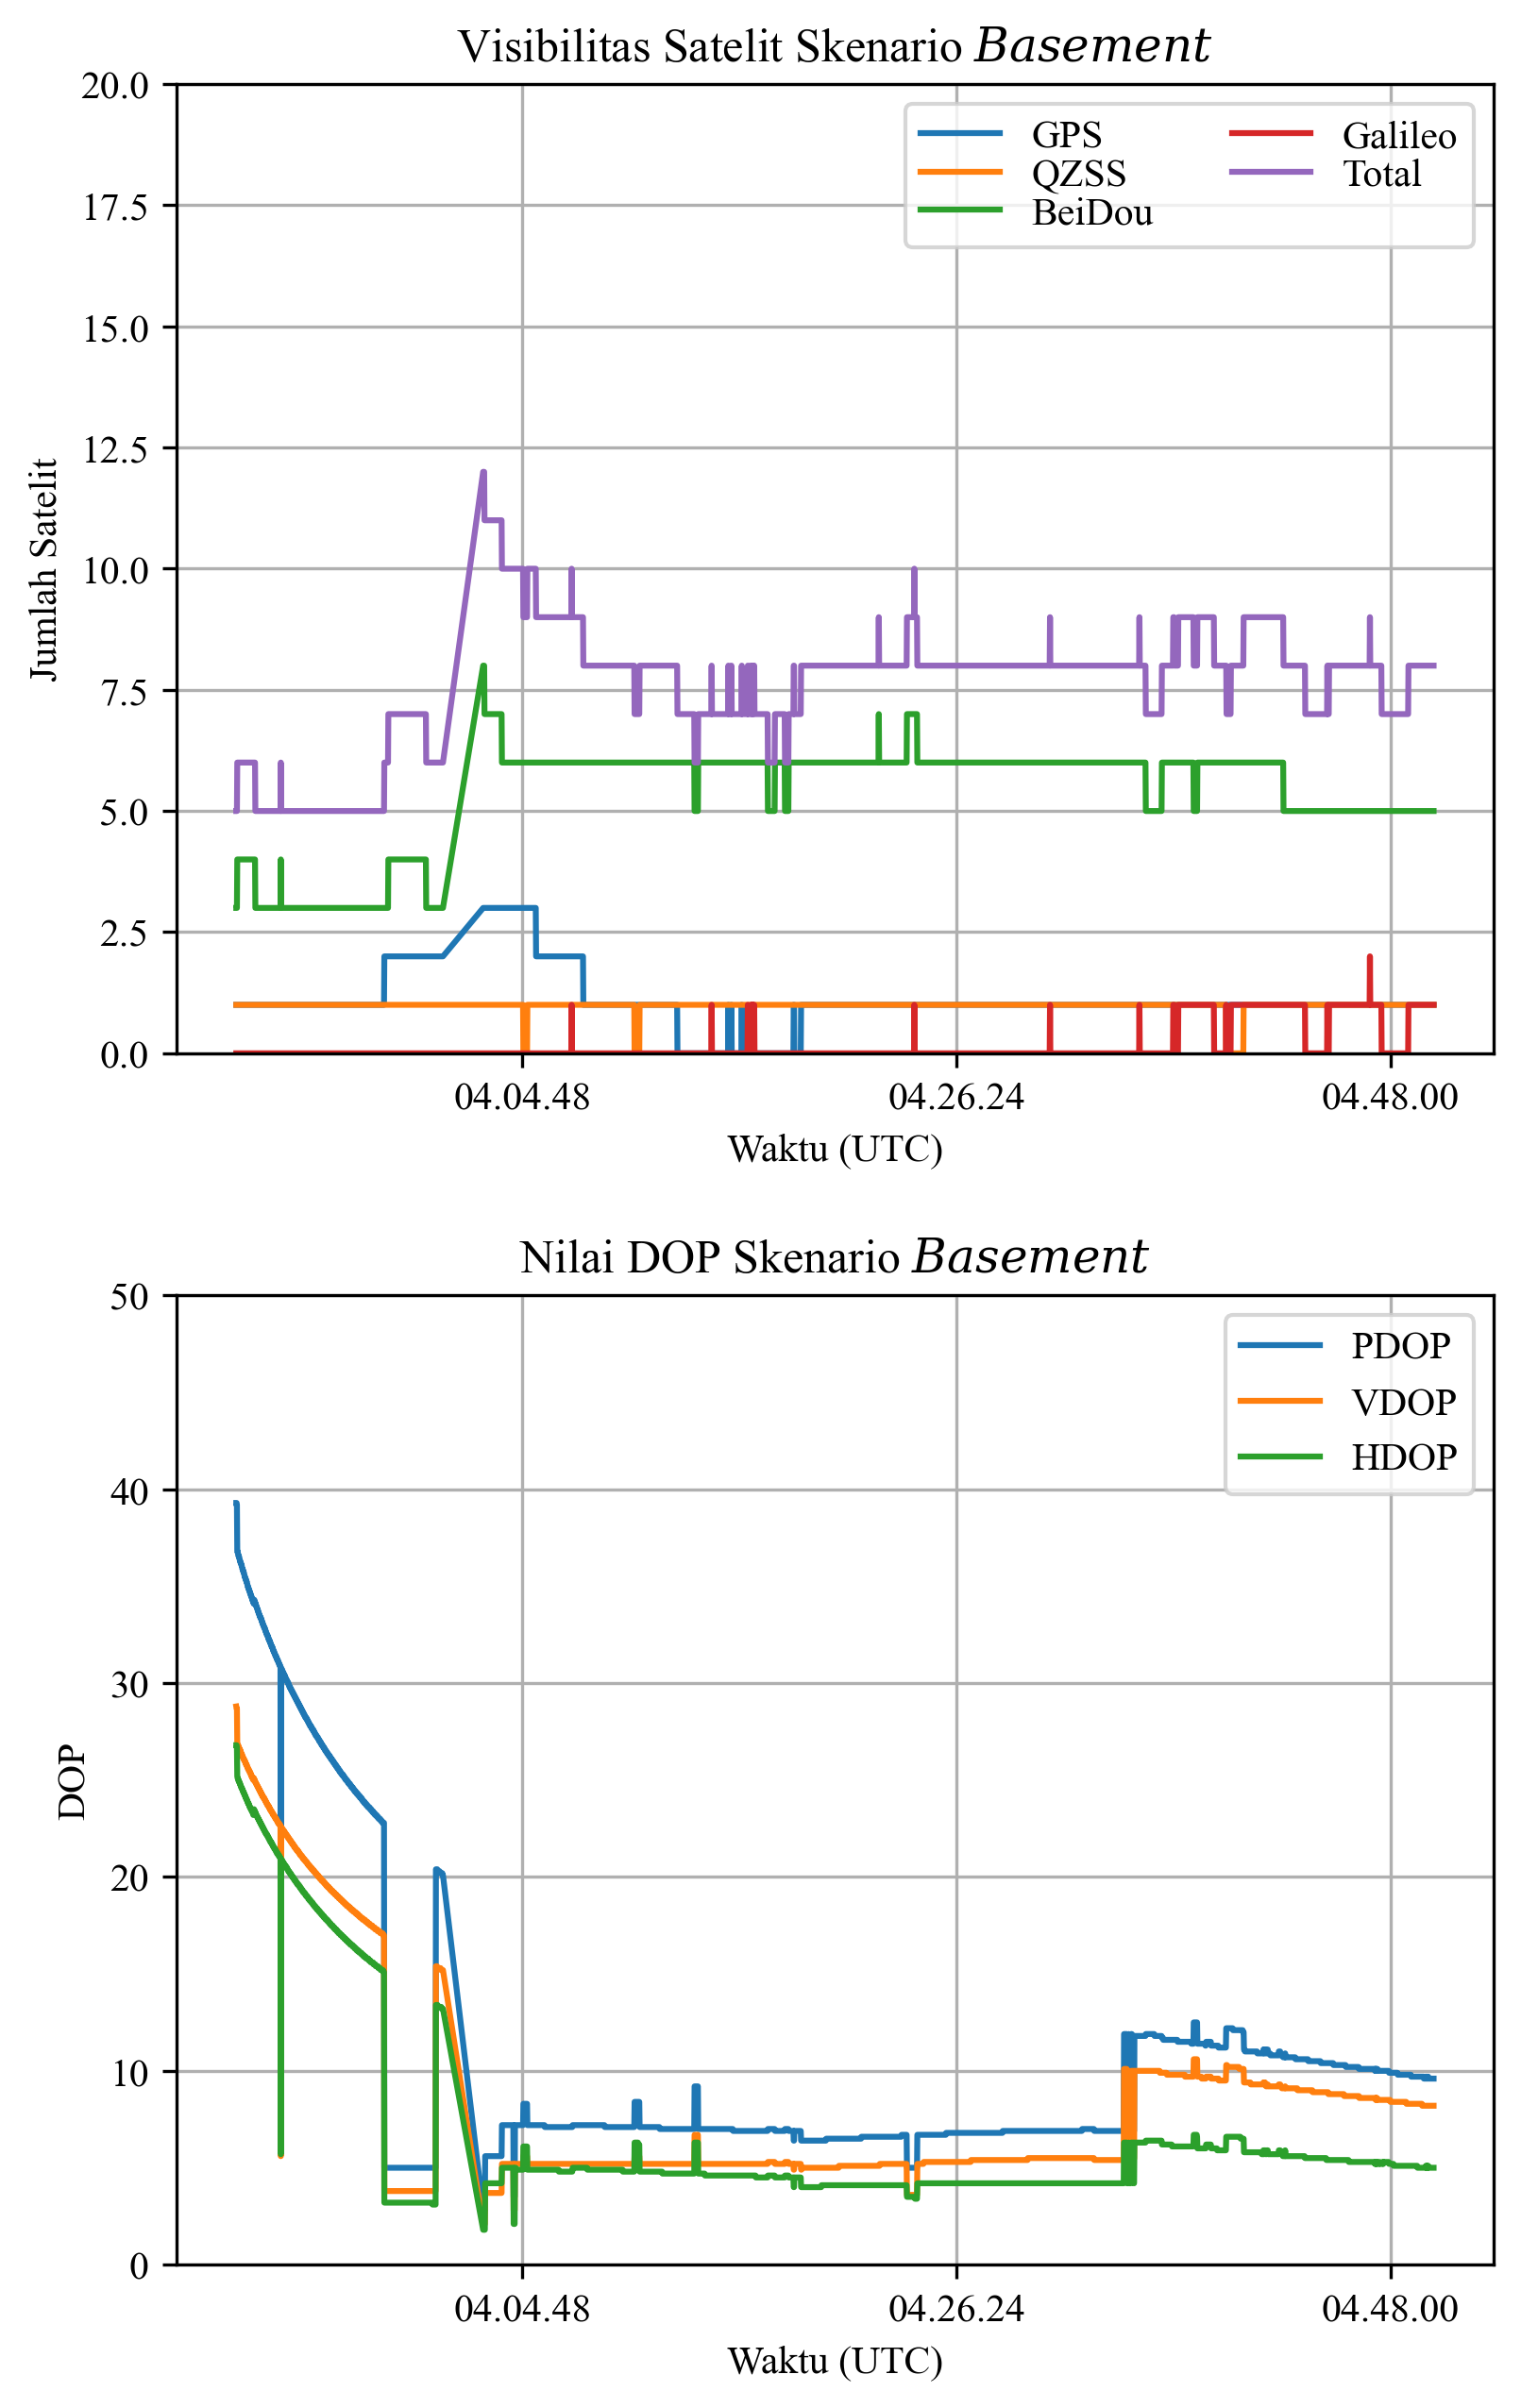 Visibilitas Satelit Skenario Basement
20.0
17.5
15.0
12.5
10.0
7.5
5.0
2.5
0.0
Jumlah Satelit
GPS
QZSS
BeiDou
Galileo
Total
04.04.48
04.26.24
04.48.00
Waktu (UTC)
Nilai DOP Skenario Basement
50
40
30
20
10
0
DOP
PDOP
VDOP
HDOP
04.04.48
04.26.24
04.48.00
Waktu (UTC)